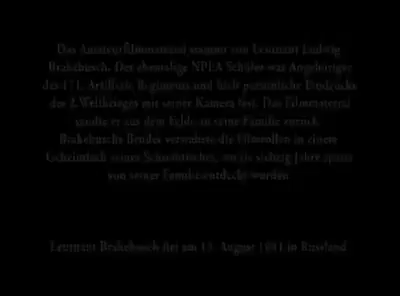 Das Amateurfilmmaterial stammt von Leutnant Ludwig
Brakebusch. Der ehemalige NPEA Schüler war Angehöriger
des 171. Artillerie Regiments und hielt persönliche Eindrücke
des 2.Weltkrieges mit seiner Kamera fest. Das Filmmaterial
sandte er aus dem Felde an seine Familie zurück.
Brakebuschs Bruder verwahrte die Filmrollen in einem
Geheimfach seines Schreibtisches, wo sie siebzig Jahre später
von seiner Familie entdeckt wurden
Leutnant Brakebusch fiel am 13. August 1941 in Russland